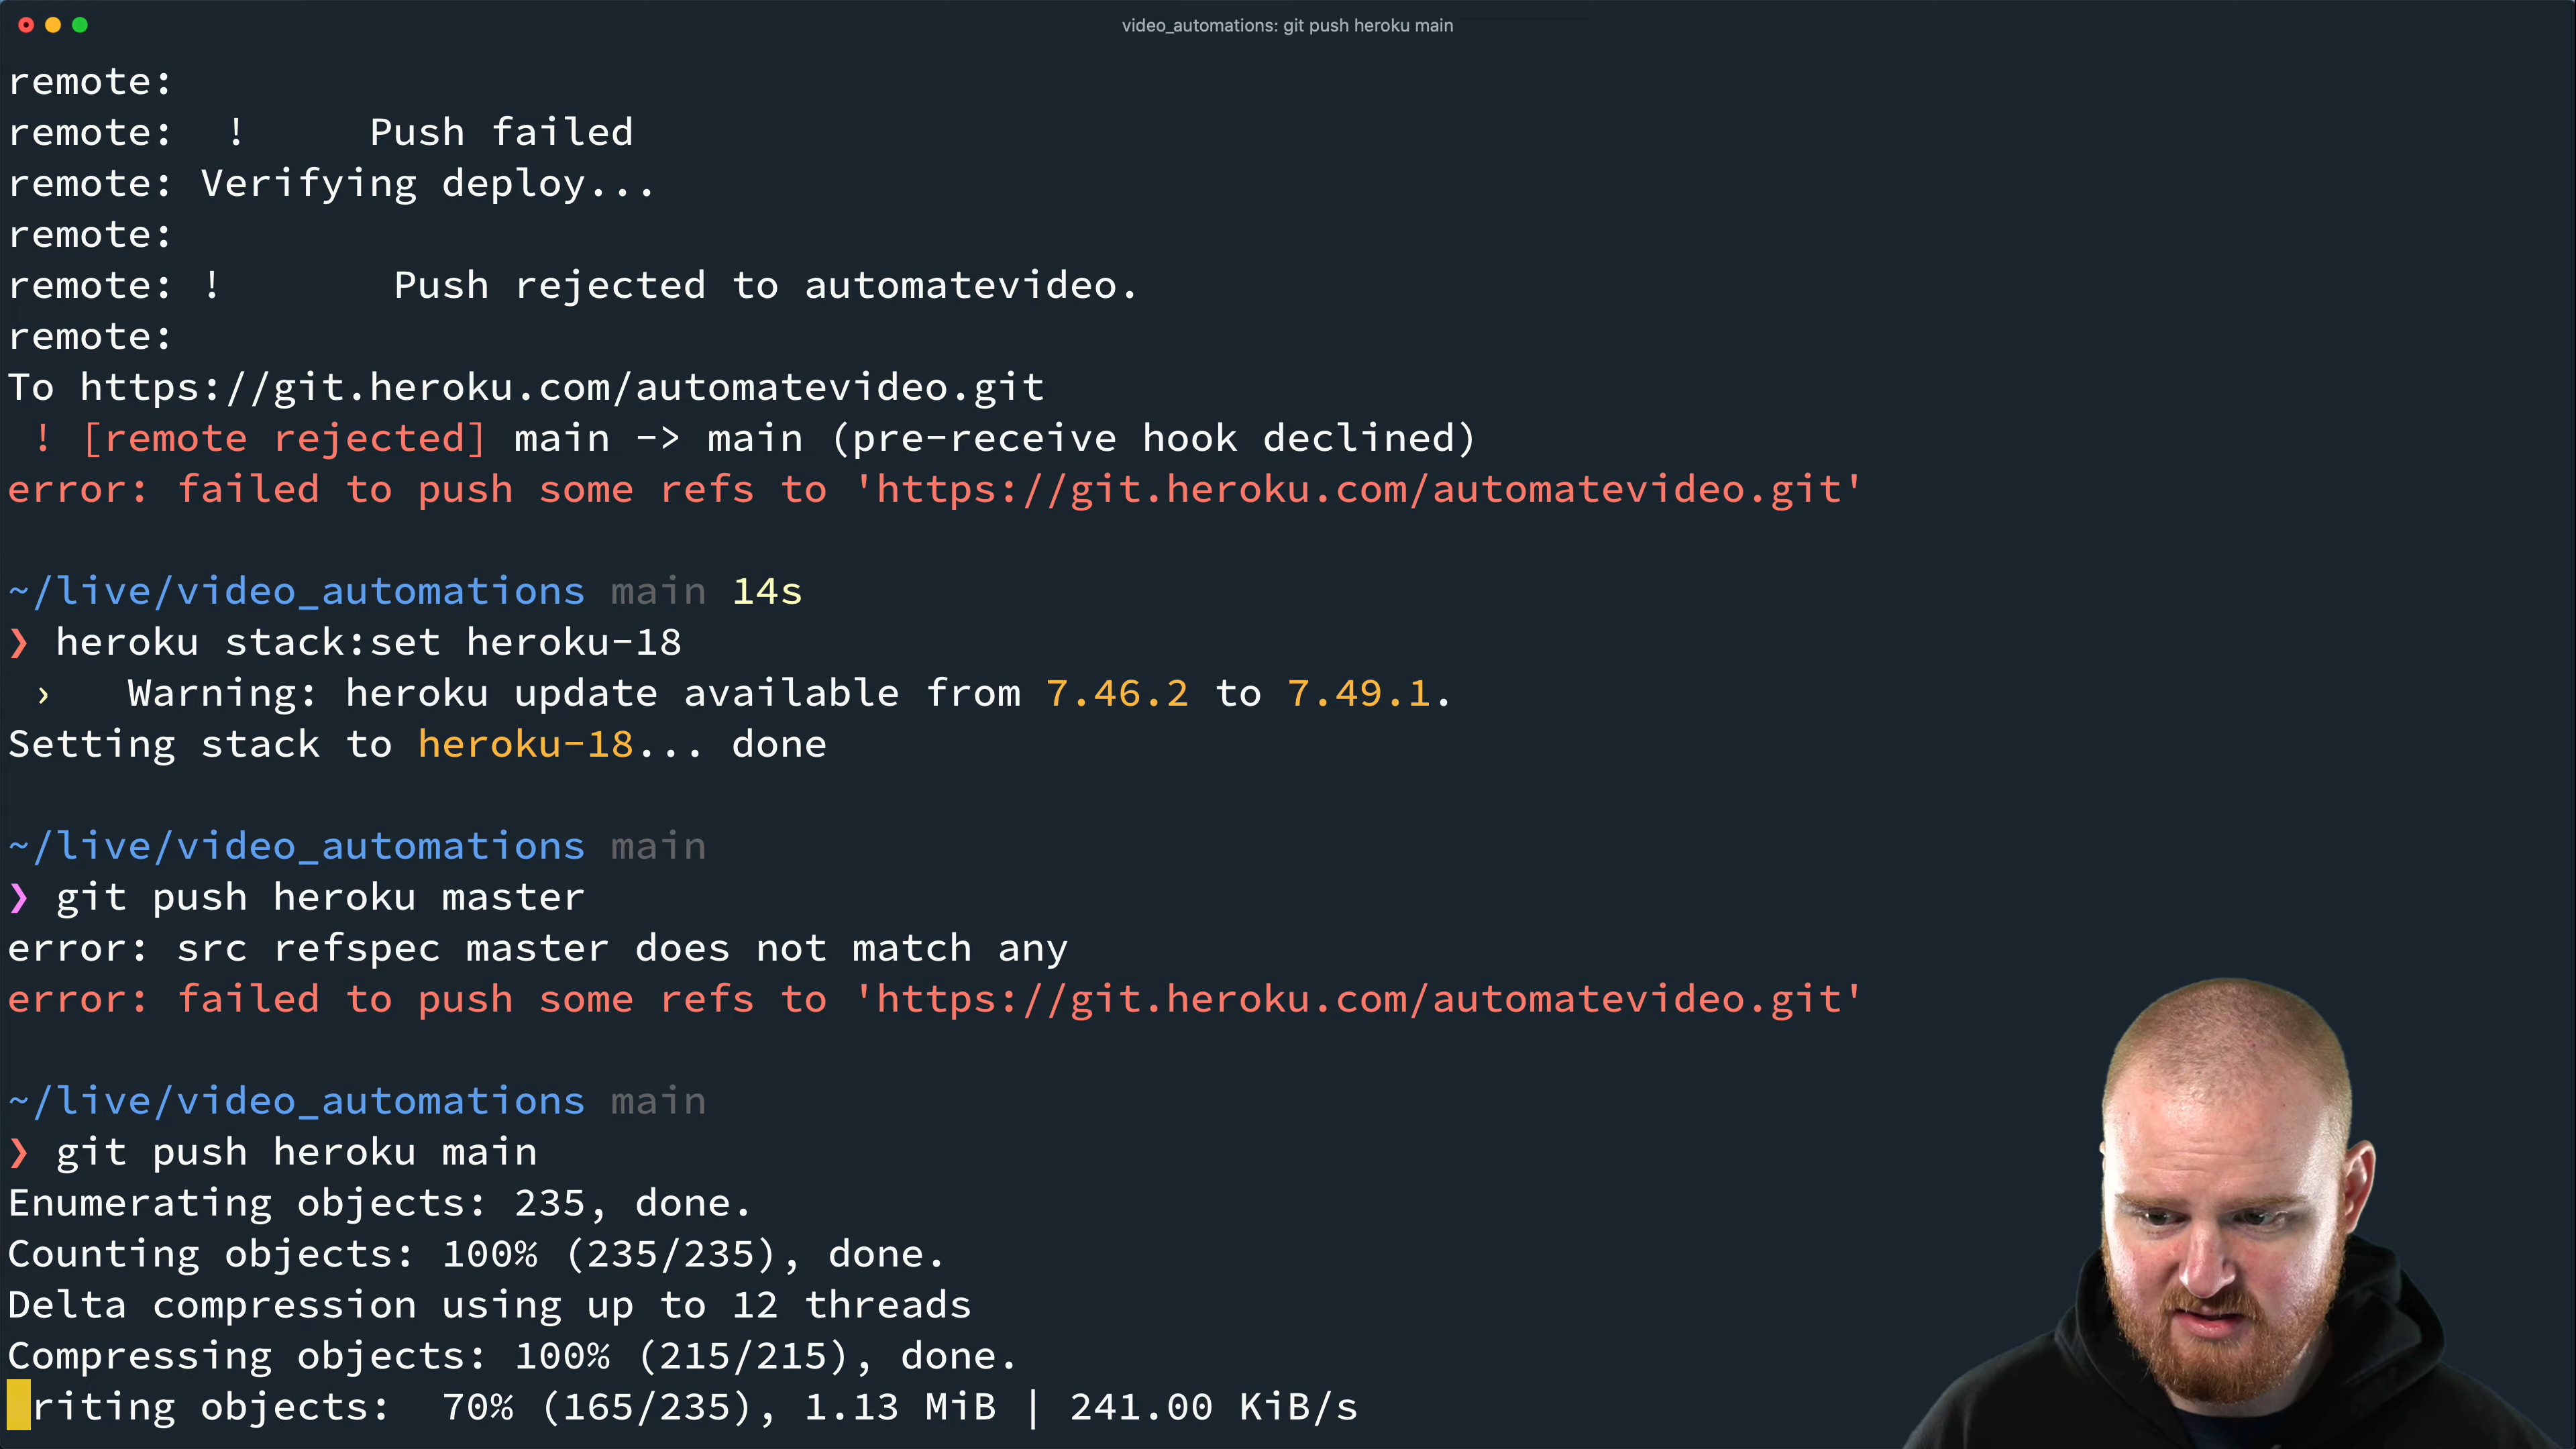 video_automations: git push heroku main
remote:
remote:  !     Push failed
remote: Verifying deploy...
remote:
remote: !       Push rejected to automatevideo.
remote:
To https://git.heroku.com/automatevideo.git
 ! [remote rejected] main -> main (pre-receive hook declined)
error: failed to push some refs to 'https://git.heroku.com/automatevideo.git'
~/live/video_automations main 14s
❯ heroku stack:set heroku-18
 ›   Warning: heroku update available from 7.46.2 to 7.49.1.
Setting stack to heroku-18... done
~/live/video_automations main
❯ git push heroku master
error: src refspec master does not match any
error: failed to push some refs to 'https://git.heroku.com/automatevideo.git'
~/live/video_automations main
❯ git push heroku main
Enumerating objects: 235, done.
Counting objects: 100% (235/235), done.
Delta compression using up to 12 threads
Compressing objects: 100% (215/215), done.
riting objects:  70% (165/235), 1.13 MiB | 241.00 KiB/s